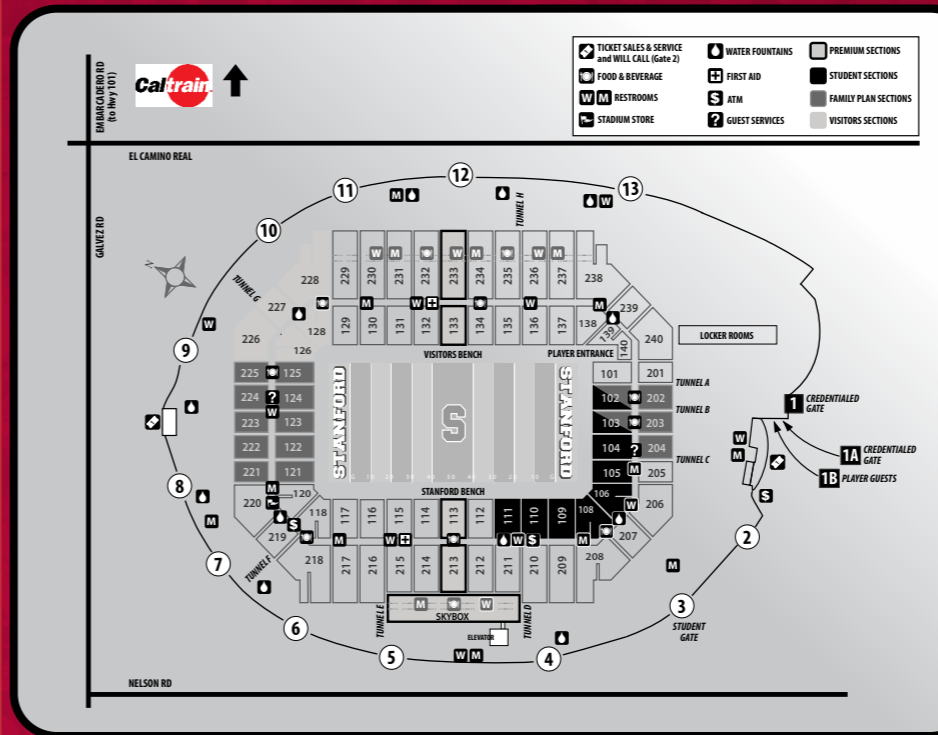 EMBARCADERO RD
(to Hwy 101)
Caltrain
TICKET SALES & SERVICE
and WILL CALL (Gate 2)
FOOD & BEVERAGE
W M RESTROOMS
STADIUM STORE
WATER FOUNTAINS
FIRST AID
$ ATM
? GUEST SERVICES
PREMIUM SECTIONS
STUDENT SECTIONS
FAMILY PLAN SECTIONS
VISITORS SECTIONS
EL CAMINO REAL
GALVEZ RD
11 M 12 13
W
10
TUNNEL H
N
TUNNEL G
W M W M W M
228 229 230 231 232 233 234 235 236 237 238
227
M W W M
239
128 129 130 131 132 133 134 135 136 137 138
139
226 126
140
240
LOCKER ROOMS
W
9
VISITORS BENCH
PLAYER ENTRANCE
225 125
101 201
TUNNEL A
224 ? 124
102 202
W
TUNNEL B
223 123
103 203
222 122
104 ? 204
TUNNEL C
221 121
105 M 205
STANFORD
S
STANFORD
1 CREDENTIALED
GATE
1A CREDENTIALED
GATE
1B PLAYER GUESTS
W
M
$
2
8
M
7
M
STANFORD BENCH
220 120
106
W
206
219 $ 118 117 116 115 114 113 112 111 110 109 108
207
M W W $ M
218 217 216 215 214 213 212 211 210 209 208
TUNNEL F
TUNNEL E
M W
SKYBOX
TUNNEL D
ELEVATOR
M
3
STUDENT
GATE
6
5
W M
4
NELSON RD